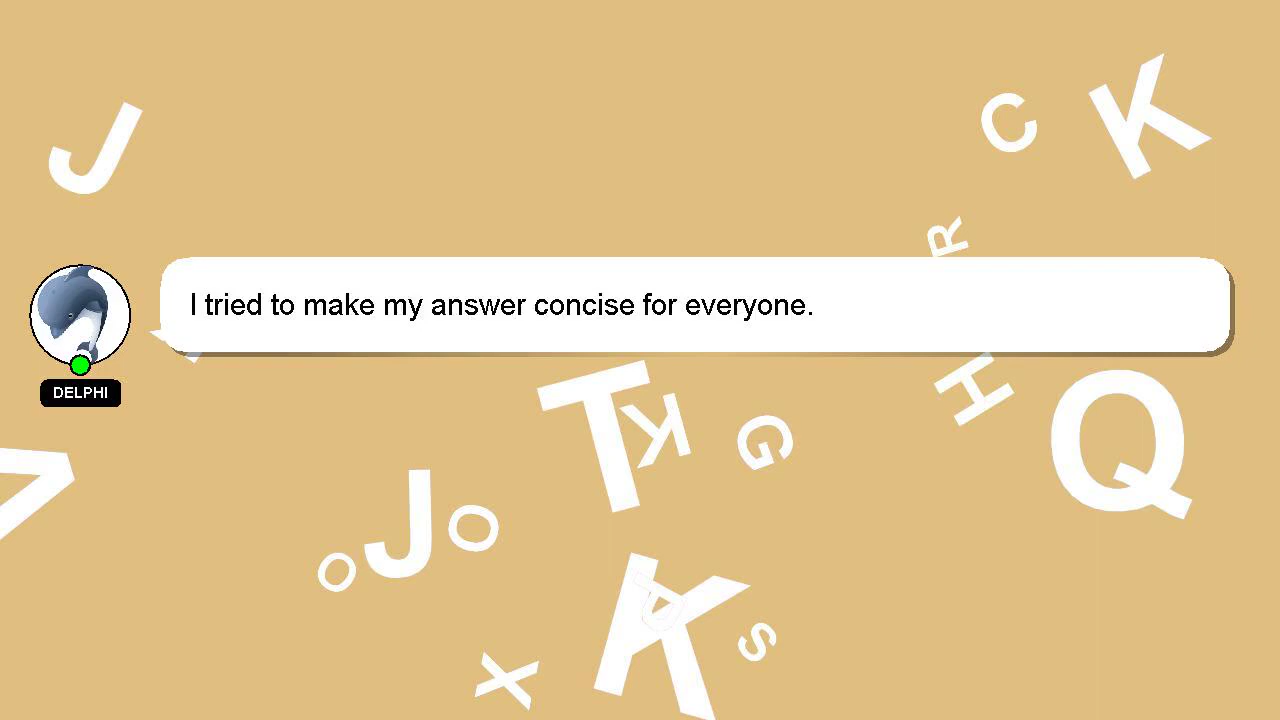 J
C
K
R
I tried to make my answer concise for everyone.
DELPHI
H
T
K
G
Q
J
O
O
K
S
X